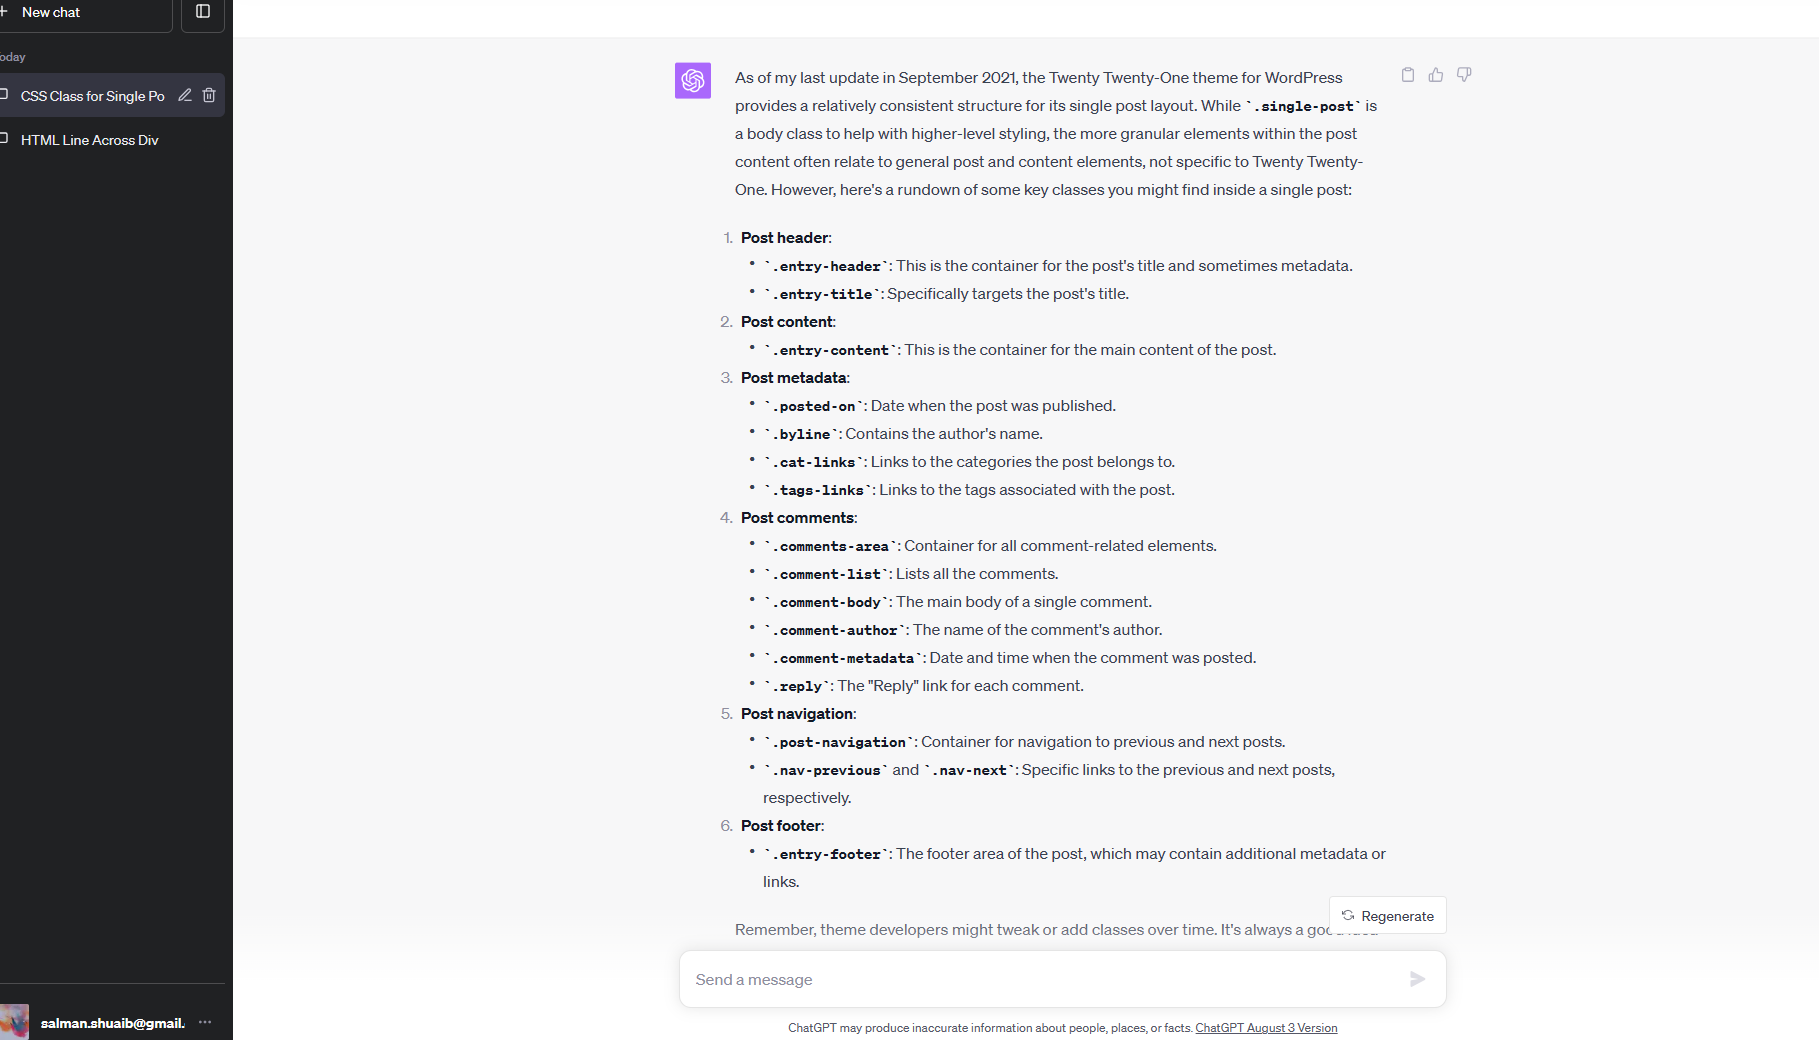 New chat
oday
CSS Class for Single Po
HTML Line Across Div
As of my last update in September 2021, the Twenty Twenty-One theme for WordPress
provides a relatively consistent structure for its single post layout. While `.single-post` is
a body class to help with higher-level styling, the more granular elements within the post
content often relate to general post and content elements, not specific to Twenty Twenty-
One. However, here's a rundown of some key classes you might find inside a single post:
1. Post header:
• `.entry-header`: This is the container for the post's title and sometimes metadata.
• `.entry-title`: Specifically targets the post's title.
2. Post content:
• `.entry-content`: This is the container for the main content of the post.
3. Post metadata:
• `.posted-on`: Date when the post was published.
• `.byline`: Contains the author's name.
• `.cat-links`: Links to the categories the post belongs to.
• `.tags-links`: Links to the tags associated with the post.
4. Post comments:
• `.comments-area`: Container for all comment-related elements.
• `.comment-list`: Lists all the comments.
• `.comment-body`: The main body of a single comment.
• `.comment-author`: The name of the comment's author.
• `.comment-metadata`: Date and time when the comment was posted.
• `.reply`: The "Reply" link for each comment.
5. Post navigation:
• `.post-navigation`: Container for navigation to previous and next posts.
• `.nav-previous` and `.nav-next`: Specific links to the previous and next posts,
respectively.
6. Post footer:
• `.entry-footer`: The footer area of the post, which may contain additional metadata or
links.
Regenerate
Remember, theme developers might tweak or add classes over time. It's always a
Send a message
salman.shuaib@gmail. ...
ChatGPT may produce inaccurate information about people, places, or facts. ChatGPT August 3 Version